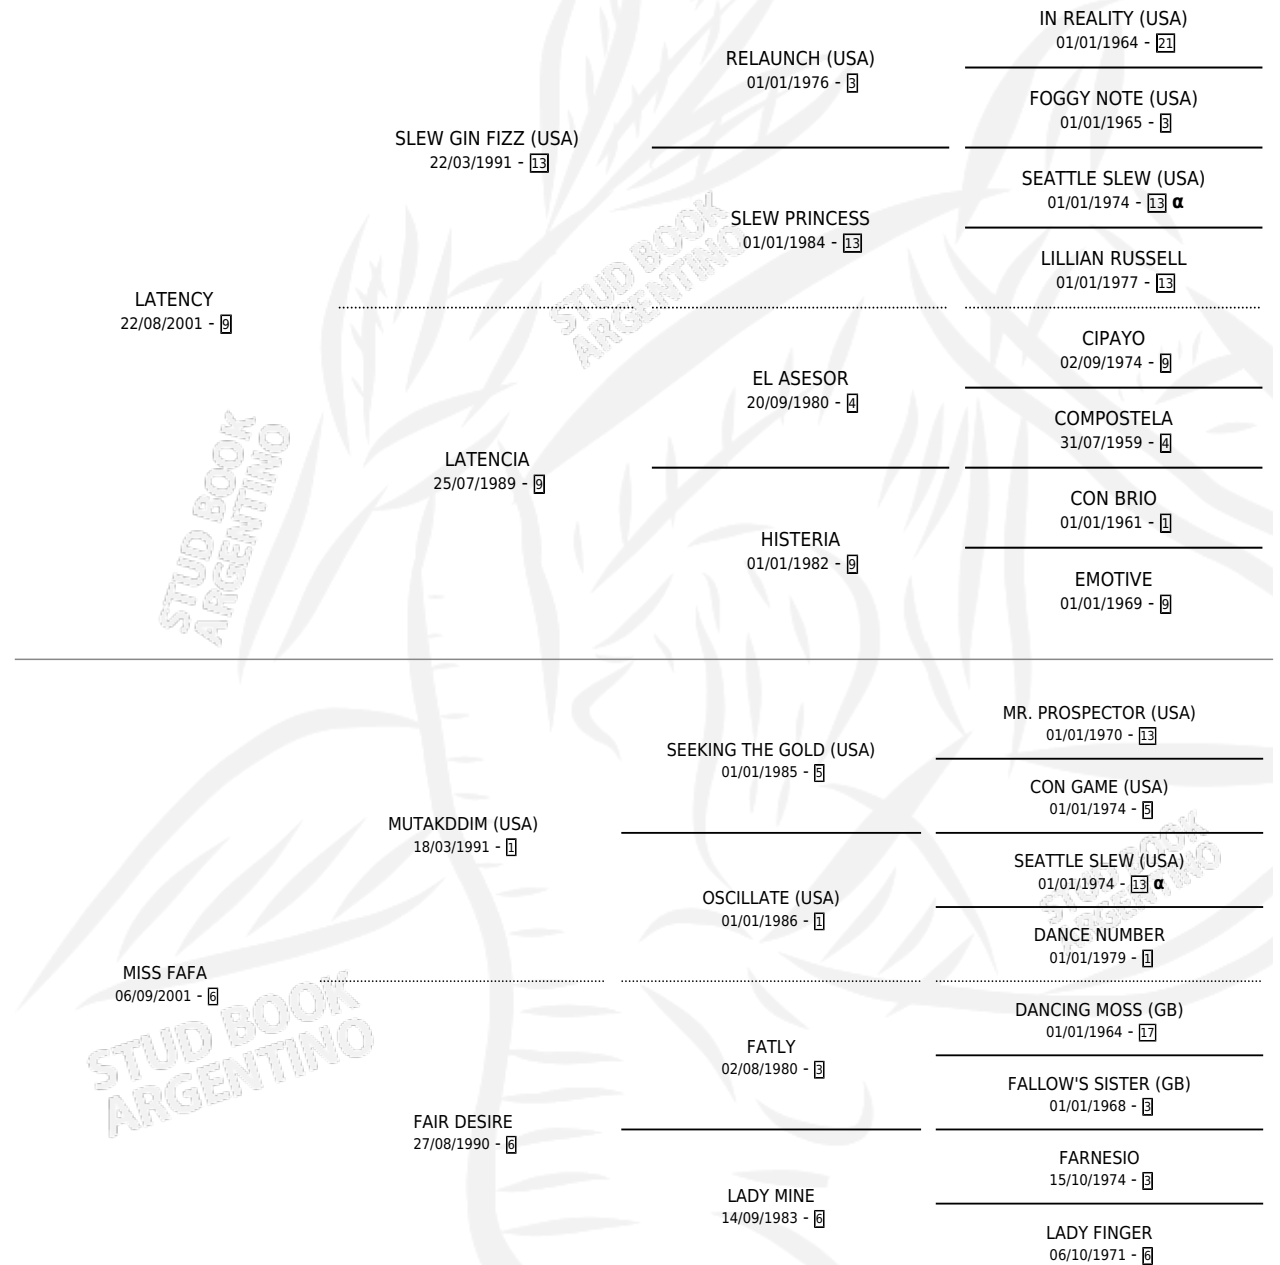 IN REALITY (USA)
01/01/1964 - 21
RELAUNCH (USA)
01/01/1976 - 3
FOGGY NOTE (USA)
01/01/1965 - 3
SLEW GIN FIZZ (USA)
22/03/1991 - 13
SEATTLE SLEW (USA)
01/01/1974 - 13 α
SLEW PRINCESS
01/01/1984 - 13
LILLIAN RUSSELL
01/01/1977 - 13
LATENCY
22/08/2001 - 9
CIPAYO
02/09/1974 - 9
EL ASESOR
20/09/1980 - 4
COMPOSTELA
31/07/1959 - 4
LATENCIA
25/07/1989 - 9
CON BRIO
01/01/1961 - 1
HISTERIA
01/01/1982 - 9
EMOTIVE
01/01/1969 - 9
STUD BOOK
ARGENTINO
STUD BOOK
ARGENTINO
MR. PROSPECTOR (USA)
01/01/1970 - 13
SEEKING THE GOLD (USA)
01/01/1985 - 5
CON GAME (USA)
01/01/1974 - 5
MUTAKDDIM (USA)
18/03/1991 - 1
SEATTLE SLEW (USA)
01/01/1974 - 13 α
OSCILLATE (USA)
01/01/1986 - 1
DANCE NUMBER
01/01/1979 - 1
MISS FAFA
06/09/2001 - 6
DANCING MOSS (GB)
01/01/1964 - 17
FATLY
02/08/1980 - 3
FALLOW'S SISTER (GB)
01/01/1968 - 3
FAIR DESIRE
27/08/1990 - 6
FARNESIO
15/10/1974 - 3
LADY MINE
14/09/1983 - 6
LADY FINGER
06/10/1971 - 6
STUD BOOK
ARGENTINO
STUD BOOK
ARGENTINO